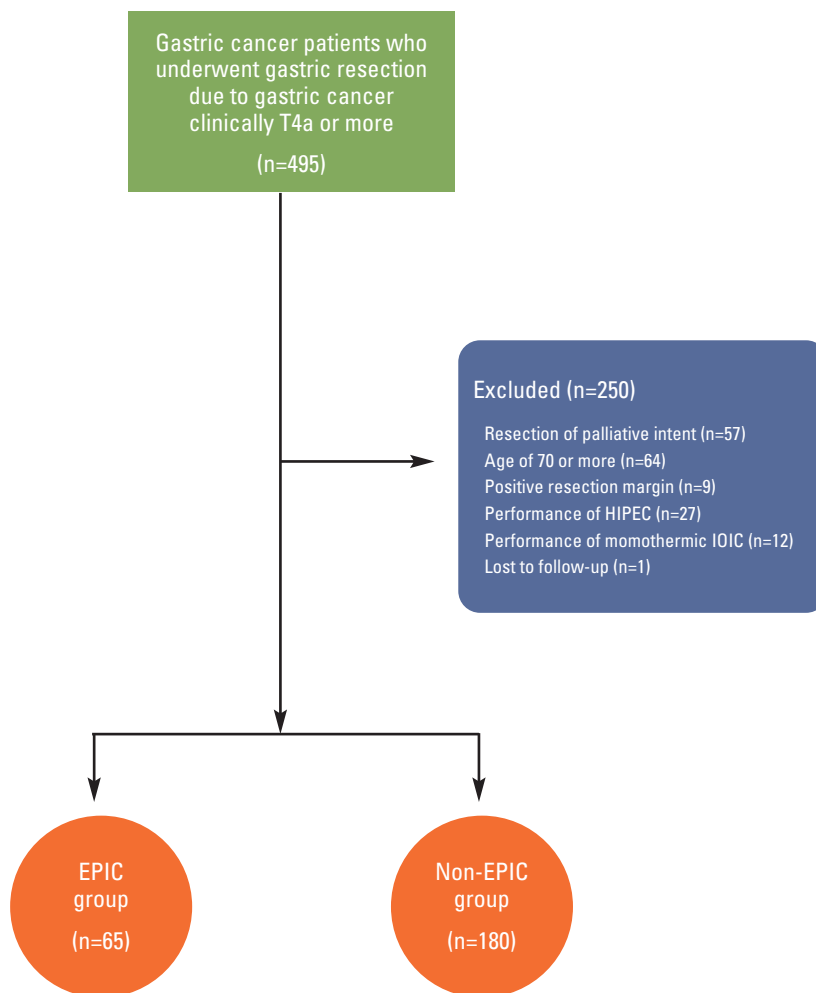 Gastric cancer patients who
underwent gastric resection
due to gastric cancer
clinically T4a or more
(n=495)
Excluded (n=250)
Resection of palliative intent (n=57)
Age of 70 or more (n=64)
Positive resection margin (n=9)
Performance of HIPEC (n=27)
Performance of momothermic IOIC (n=12)
Lost to follow-up (n=1)
EPIC
group
(n=65)
Non-EPIC
group
(n=180)